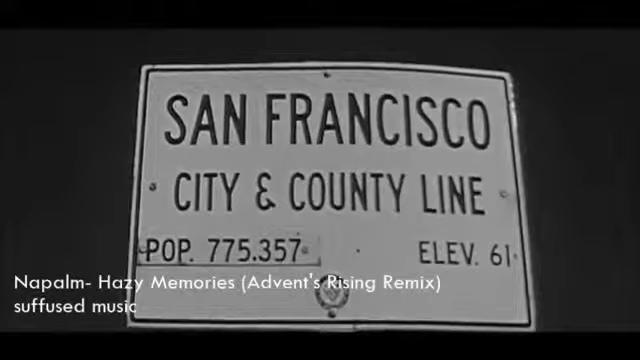 SAN FRANCISCO
CITY & COUNTY LINE
POP. 775.357 ELEV. 61
Napalm- Hazy Memories (Advent's Rising Remix)
suffused music